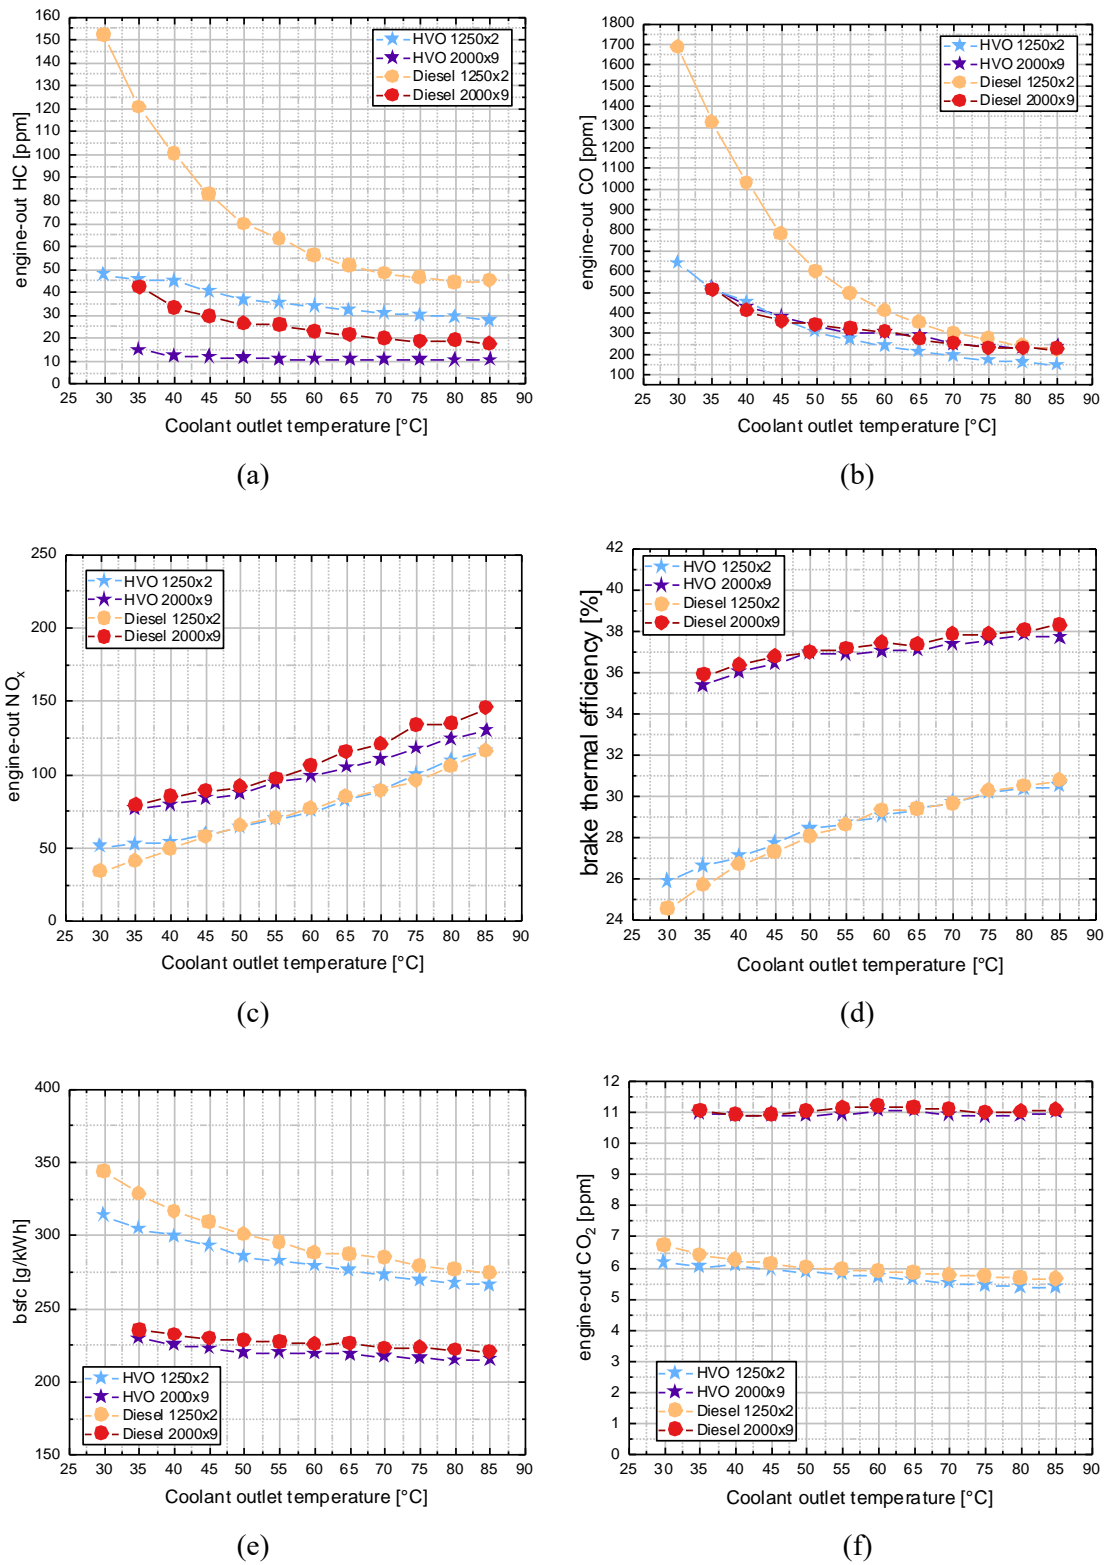 160
150
140
130
120
110
100
90
80
70
60
50
40
30
20
10
0
engine-out HC [ppm]
HVO 1250x2
HVO 2000x9
Diesel 1250x2
Diesel 2000x9
25 30 35 40 45 50 55 60 65 70 75 80 85 90
Coolant outlet temperature [°C]
(a)
1800
1700
1600
1500
1400
1300
1200
1100
1000
900
800
700
600
500
400
300
200
100
engine-out CO [ppm]
HVO 1250x2
HVO 2000x9
Diesel 1250x2
Diesel 2000x9
25 30 35 40 45 50 55 60 65 70 75 80 85 90
Coolant outlet temperature [°C]
(b)
250
200
150
100
50
0
engine-out NOx
HVO 1250x2
HVO 2000x9
Diesel 1250x2
Diesel 2000x9
25 30 35 40 45 50 55 60 65 70 75 80 85 90
Coolant outlet temperature [°C]
(c)
42
40
38
36
34
32
30
28
26
24
brake thermal efficiency [%]
HVO 1250x2
HVO 2000x9
Diesel 1250x2
Diesel 2000x9
25 30 35 40 45 50 55 60 65 70 75 80 85 90
Coolant outlet temperature [°C]
(d)
400
350
300
250
200
150
bsfc [g/kWh]
HVO 1250x2
HVO 2000x9
Diesel 1250x2
Diesel 2000x9
25 30 35 40 45 50 55 60 65 70 75 80 85 90
Coolant outlet temperature [°C]
(e)
12
11
10
9
8
7
6
5
4
3
2
1
0
engine-out CO2 [ppm]
HVO 1250x2
HVO 2000x9
Diesel 1250x2
Diesel 2000x9
25 30 35 40 45 50 55 60 65 70 75 80 85 90
Coolant outlet temperature [°C]
(f)